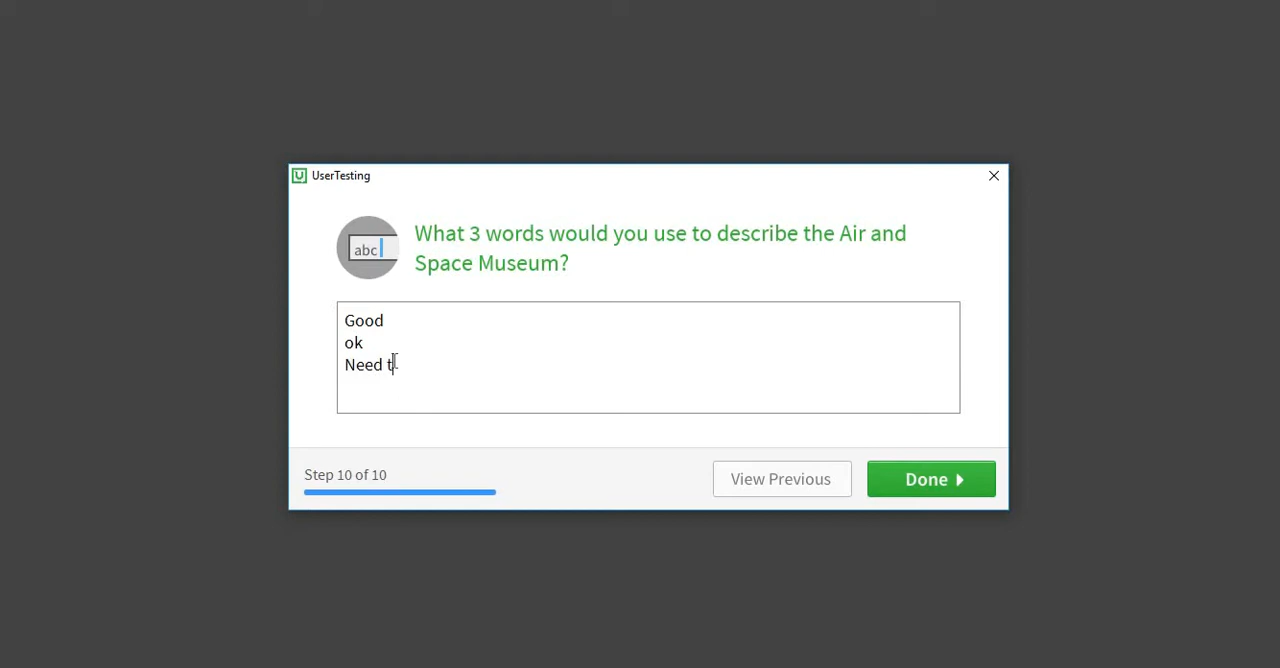 UserTesting
abc
What 3 words would you use to describe the Air and
Space Museum?
Good
ok
Need t
Step 10 of 10
View Previous
Done